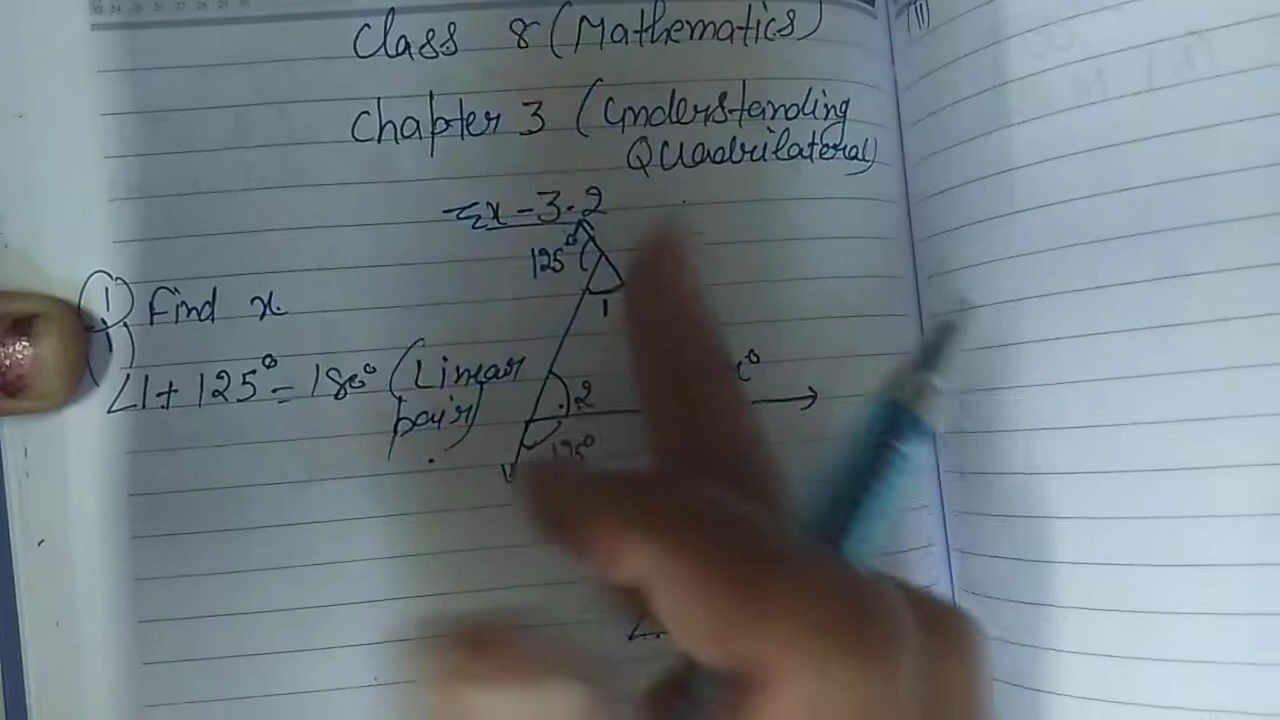 Class 8 (Mathematics)
(ii)
Chapter 3 (Understanding
Quadrilateral)
Ex-3.2
125°
1
① Find x
∠1 + 125° = 180° (Linear
pair)
2
125°